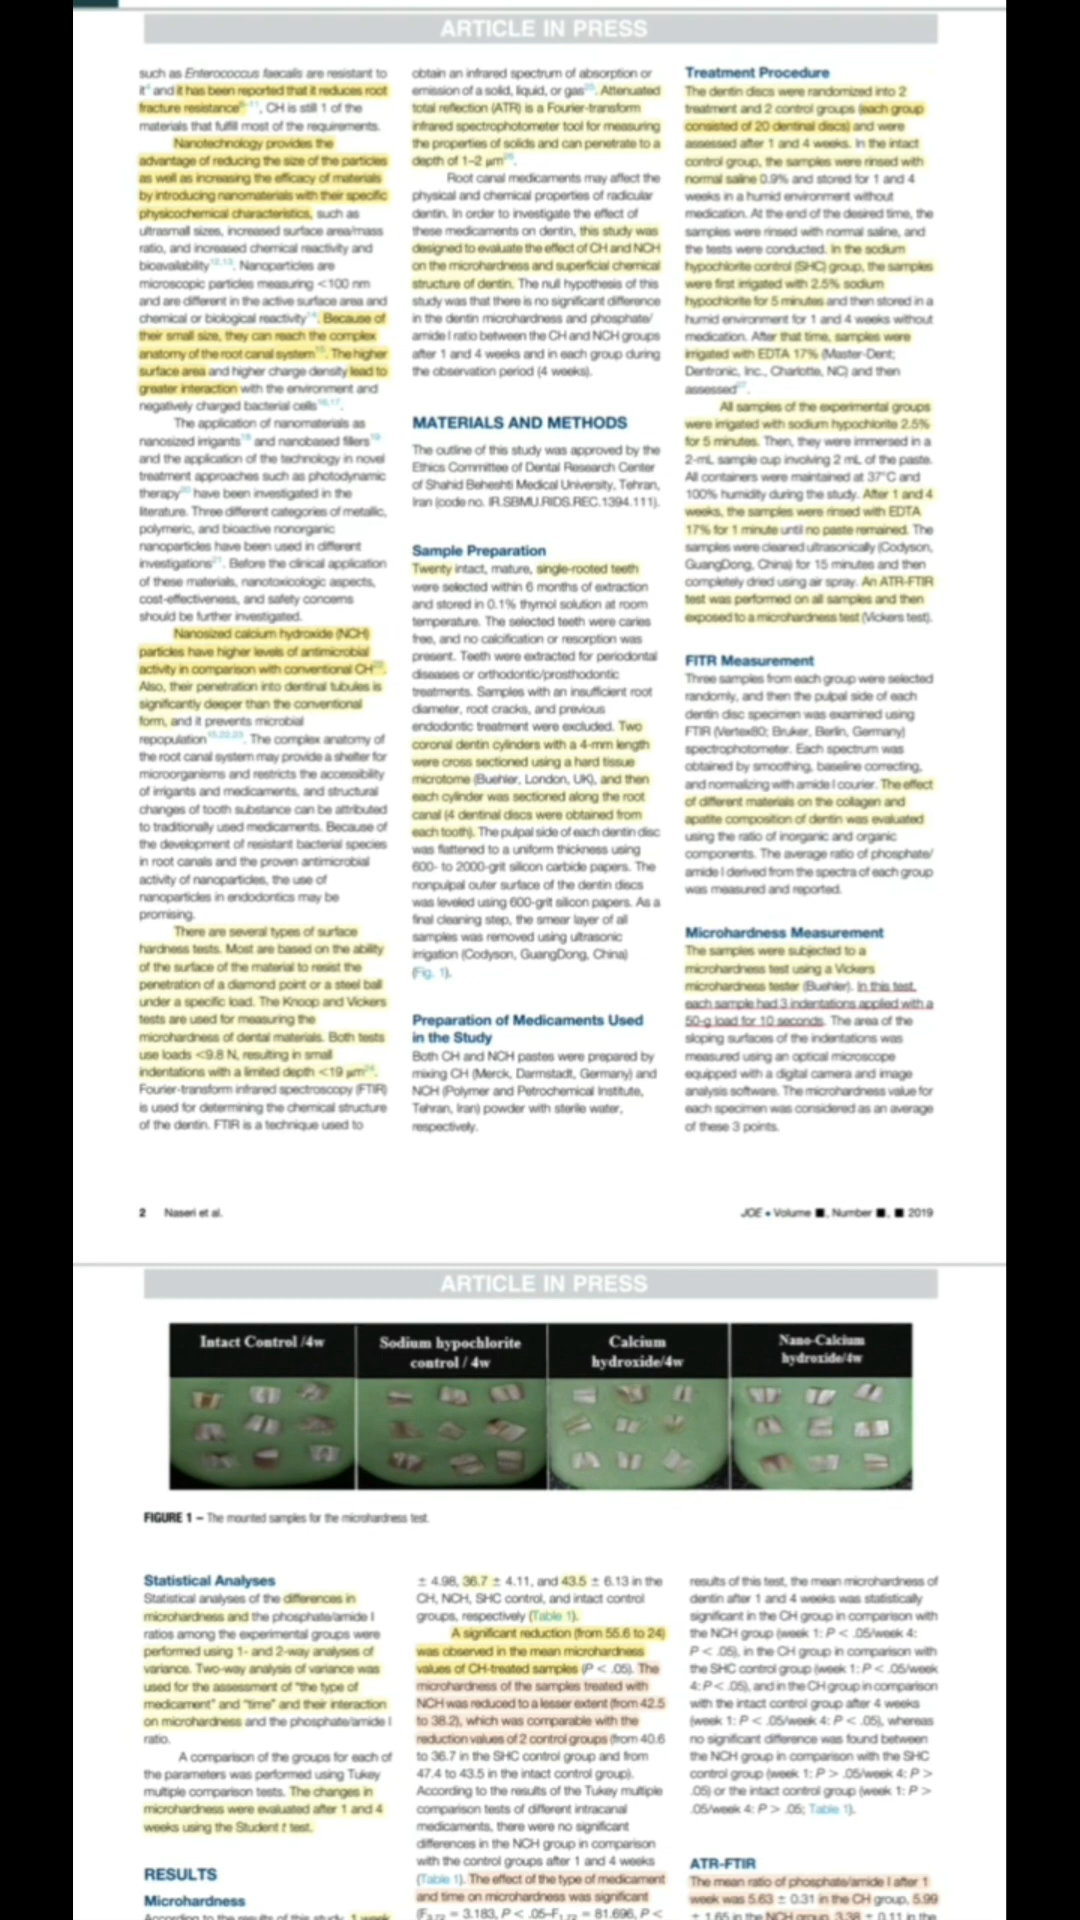 ARTICLE IN PRESS
such as Enterococcus faecalis are resistant to
it and it has been reported that it reduces root
fracture resistance, CH is still 1 of the
materials that fulfill most of the requirements.
Nanotechnology provides the
advantage of reducing the size of the particles
as well as increasing the efficacy of materials
by introducing nanomaterials with their specific
physicochemical characteristics, such as
ultrasmall sizes, increased surface area/mass
ratio, and increased chemical reactivity and
bioavailability12,13. Nanoparticles are
microscopic particles measuring <100 nm
and are different in the active surface area and
chemical or biological reactivity14. Because of
their small size, they can reach the complex
anatomy of the root canal system15. The higher
surface area and higher charge density lead to
greater interaction with the environment and
negatively charged bacterial cells16,17.
The application of nanomaterials as
nanosized irrigants18 and nanobased fillers19
and the application of the technology in novel
treatment approaches such as photodynamic
therapy20 have been investigated in the
literature. Three different categories of metallic,
polymeric, and bioactive nonorganic
nanoparticles have been used in different
investigations21. Before the clinical application
of these materials, nanotoxicologic aspects,
cost-effectiveness, and safety concerns
should be further investigated.
Nanosized calcium hydroxide (NCH)
particles have higher levels of antimicrobial
activity in comparison with conventional CH22.
Also, their penetration into dentinal tubules is
significantly deeper than the conventional
form, and it prevents microbial
repopulation15,22,23. The complex anatomy of
the root canal system may provide a shelter for
microorganisms and restricts the accessibility
of irrigants and medicaments, and structural
changes of tooth substance can be attributed
to traditionally used medicaments. Because of
the development of resistant bacterial species
in root canals and the proven antimicrobial
activity of nanoparticles, the use of
nanoparticles in endodontics may be
promising.
There are several types of surface
hardness tests. Most are based on the ability
of the surface of the material to resist the
penetration of a diamond point or a steel ball
under a specific load. The Knoop and Vickers
tests are used for measuring the
microhardness of dental materials. Both tests
use loads <9.8 N, resulting in small
indentations with a limited depth <19 μm24.
Fourier-transform infrared spectroscopy (FTIR)
is used for determining the chemical structure
of the dentin. FTIR is a technique used to
obtain an infrared spectrum of absorption or
emission of a solid, liquid, or gas25. Attenuated
total reflection (ATR) is a Fourier-transform
infrared spectrophotometer tool for measuring
the properties of solids and can penetrate to a
depth of 1–2 μm26.
Root canal medicaments may affect the
physical and chemical properties of radicular
dentin. In order to investigate the effect of
these medicaments on dentin, this study was
designed to evaluate the effect of CH and NCH
on the microhardness and superficial chemical
structure of dentin. The null hypothesis of this
study was that there is no significant difference
in the dentin microhardness and phosphate/
amide I ratio between the CH and NCH groups
after 1 and 4 weeks and in each group during
the observation period (4 weeks).
MATERIALS AND METHODS
The outline of this study was approved by the
Ethics Committee of Dental Research Center
of Shahid Beheshti Medical University, Tehran,
Iran (code no. IR.SBMU.RIDS.REC.1394.111).
Sample Preparation
Twenty intact, mature, single-rooted teeth
were selected within 6 months of extraction
and stored in 0.1% thymol solution at room
temperature. The selected teeth were caries
free, and no calcification or resorption was
present. Teeth were extracted for periodontal
diseases or orthodontic/prosthodontic
treatments. Samples with an insufficient root
diameter, root cracks, and previous
endodontic treatment were excluded. Two
coronal dentin cylinders with a 4-mm length
were cross sectioned using a hard tissue
microtome (Buehler, London, UK), and then
each cylinder was sectioned along the root
canal (4 dentinal discs were obtained from
each tooth). The pulpal side of each dentin disc
was flattened to a uniform thickness using
600- to 2000-grit silicon carbide papers. The
nonpulpal outer surface of the dentin discs
was leveled using 600-grit silicon papers. As a
final cleaning step, the smear layer of all
samples was removed using ultrasonic
irrigation (Codyson, GuangDong, China)
(Fig. 1).
Preparation of Medicaments Used
in the Study
Both CH and NCH pastes were prepared by
mixing CH (Merck, Darmstadt, Germany) and
NCH (Polymer and Petrochemical Institute,
Tehran, Iran) powder with sterile water,
respectively.
Treatment Procedure
The dentin discs were randomized into 2
treatment and 2 control groups (each group
consisted of 20 dentinal discs) and were
assessed after 1 and 4 weeks. In the intact
control group, the samples were rinsed with
normal saline 0.9% and stored for 1 and 4
weeks in a humid environment without
medication. At the end of the desired time, the
samples were rinsed with normal saline, and
the tests were conducted. In the sodium
hypochlorite control (SHC) group, the samples
were first irrigated with 2.5% sodium
hypochlorite for 5 minutes and then stored in a
humid environment for 1 and 4 weeks without
medication. After that time, samples were
irrigated with EDTA 17% (Master-Dent;
Dentronic, Inc., Charlotte, NC) and then
assessed27.
All samples of the experimental groups
were irrigated with sodium hypochlorite 2.5%
for 5 minutes. Then, they were immersed in a
2-mL sample cup involving 2 mL of the paste.
All containers were maintained at 37°C and
100% humidity during the study. After 1 and 4
weeks, the samples were rinsed with EDTA
17% for 1 minute until no paste remained. The
samples were cleaned ultrasonically (Codyson,
GuangDong, China) for 15 minutes and then
completely dried using air spray. An ATR-FTIR
test was performed on all samples and then
exposed to a microhardness test (Vickers test).
FITR Measurement
Three samples from each group were selected
randomly, and then the pulpal side of each
dentin disc specimen was examined using
FTIR (Vertex80; Bruker, Berlin, Germany)
spectrophotometer. Each spectrum was
obtained by smoothing, baseline correcting,
and normalizing with amide I courier. The effect
of different materials on the collagen and
apatite composition of dentin was evaluated
using the ratio of inorganic and organic
components. The average ratio of phosphate/
amide I derived from the spectra of each group
was measured and reported.
Microhardness Measurement
The samples were subjected to a
microhardness test using a Vickers
microhardness tester (Buehler). In this test,
each sample had 3 indentations applied with a
50-g load for 10 seconds. The area of the
sloping surfaces of the indentations was
measured using an optical microscope
equipped with a digital camera and image
analysis software. The microhardness value for
each specimen was considered as an average
of these 3 points.
2 Naseri et al.
JOE • Volume ■, Number ■, ■ 2019
ARTICLE IN PRESS
Intact Control /4w
Sodium hypochlorite
control / 4w
Calcium
hydroxide/4w
Nano-Calcium
hydroxide/4w
FIGURE 1 – The mounted samples for the microhardness test.
Statistical Analyses
Statistical analyses of the differences in
microhardness and the phosphate/amide I
ratios among the experimental groups were
performed using 1- and 2-way analyses of
variance. Two-way analysis of variance was
used for the assessment of "the type of
medicament" and "time" and their interaction
on microhardness and the phosphate/amide I
ratio.
A comparison of the groups for each of
the parameters was performed using Tukey
multiple comparison tests. The changes in
microhardness were evaluated after 1 and 4
weeks using the Student t test.
RESULTS
Microhardness
According to the results of this study, 1 week
± 4.98, 36.7 ± 4.11, and 43.5 ± 6.13 in the
CH, NCH, SHC control, and intact control
groups, respectively (Table 1).
A significant reduction (from 55.6 to 24)
was observed in the mean microhardness
values of CH-treated samples (P < .05). The
microhardness of the samples treated with
NCH was reduced to a lesser extent (from 42.5
to 38.2), which was comparable with the
reduction values of 2 control groups (from 40.6
to 36.7 in the SHC control group and from
47.4 to 43.5 in the intact control group).
According to the results of the Tukey multiple
comparison tests of different intracanal
medicaments, there were no significant
differences in the NCH group in comparison
with the control groups after 1 and 4 weeks
(Table 1). The effect of the type of medicament
and time on microhardness was significant
(F3,72 = 3.183, P < .05–F1,72 = 81.696, P <
results of this test, the mean microhardness of
dentin after 1 and 4 weeks was statistically
significant in the CH group in comparison with
the NCH group (week 1: P < .05/week 4:
P < .05), in the CH group in comparison with
the SHC control group (week 1: P < .05/week
4: P < .05), and in the CH group in comparison
with the intact control group after 4 weeks
(week 1: P < .05/week 4: P < .05), whereas
no significant difference was found between
the NCH group in comparison with the SHC
control group (week 1: P > .05/week 4: P >
.05) or the intact control group (week 1: P >
.05/week 4: P > .05; Table 1).
ATR-FTIR
The mean ratio of phosphate/amide I after 1
week was 5.63 ± 0.31 in the CH group, 5.99
± 1.65 in the NCH group, 3.38 ± 0.11 in the